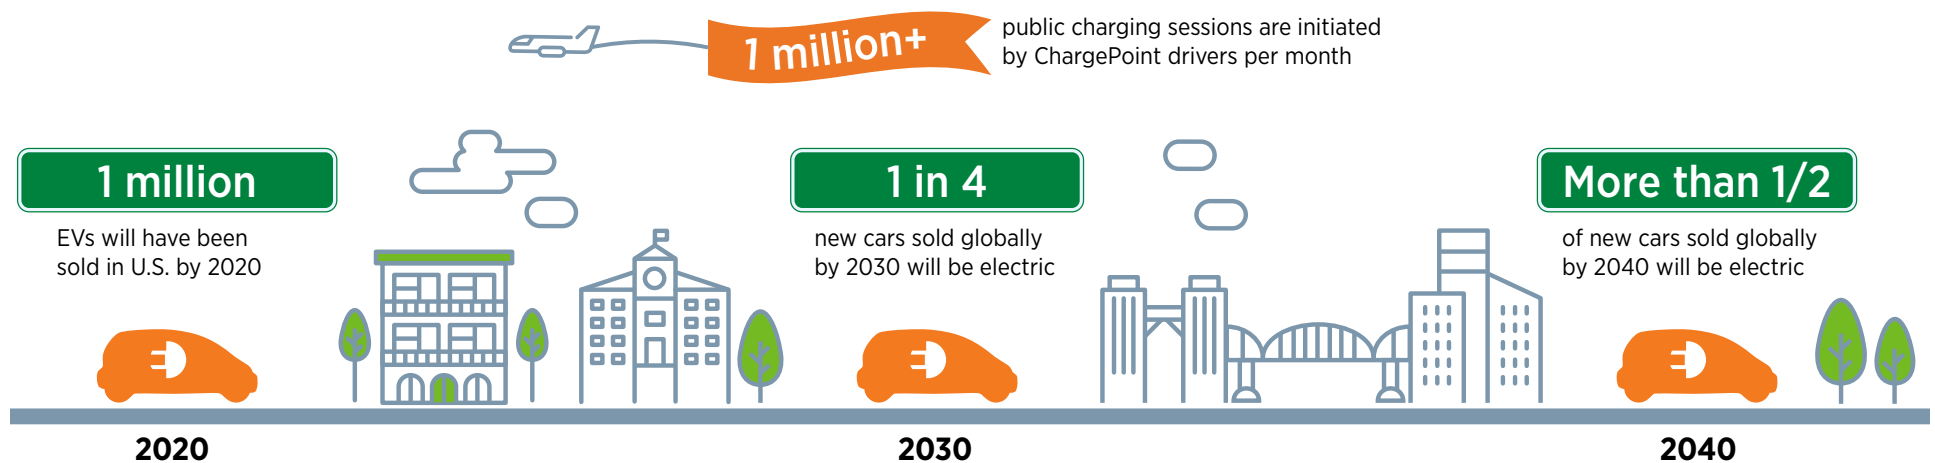 1 million+
public charging sessions are initiated
by ChargePoint drivers per month
1 million
EVs will have been
sold in U.S. by 2020
1 in 4
new cars sold globally
by 2030 will be electric
More than 1/2
of new cars sold globally
by 2040 will be electric
2020
2030
2040